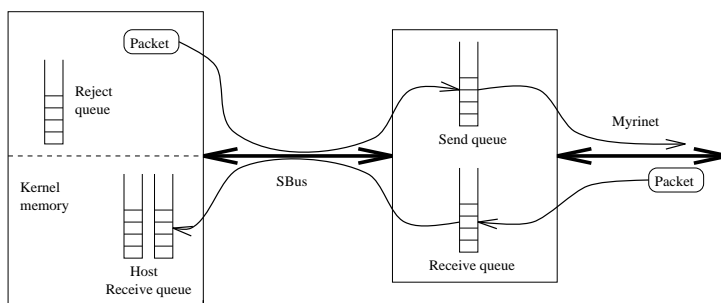 Packet
Reject
queue
Kernel
memory
Host
Receive queue
SBus
Send queue
Receive queue
Myrinet
Packet